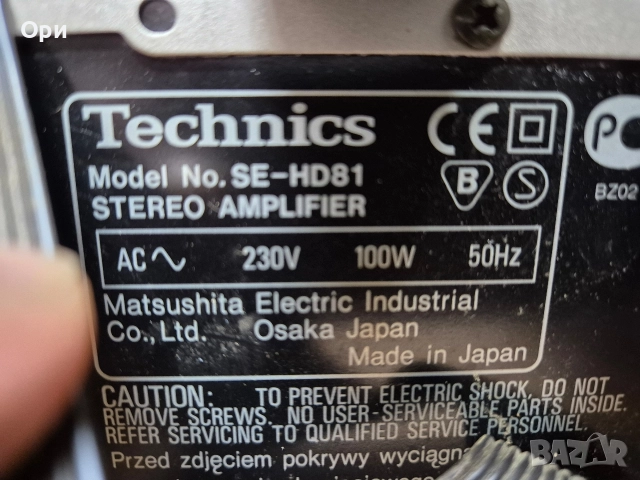 Ори
Technics
Model No. SE-HD81
STEREO AMPLIFIER
CE
B
S
P
BZ02
AC 230V 100W 50Hz
Matsushita Electric Industrial
Co., Ltd. Osaka Japan
Made in Japan
CAUTION: TO PREVENT ELECTRIC SHOCK, DO NOT
REMOVE SCREWS. NO USER-SERVICEABLE PARTS INSIDE.
REFER SERVICING TO QUALIFIED SERVICE PERSONNEL.
Przed zdjęciem pokrywy
BAZAR